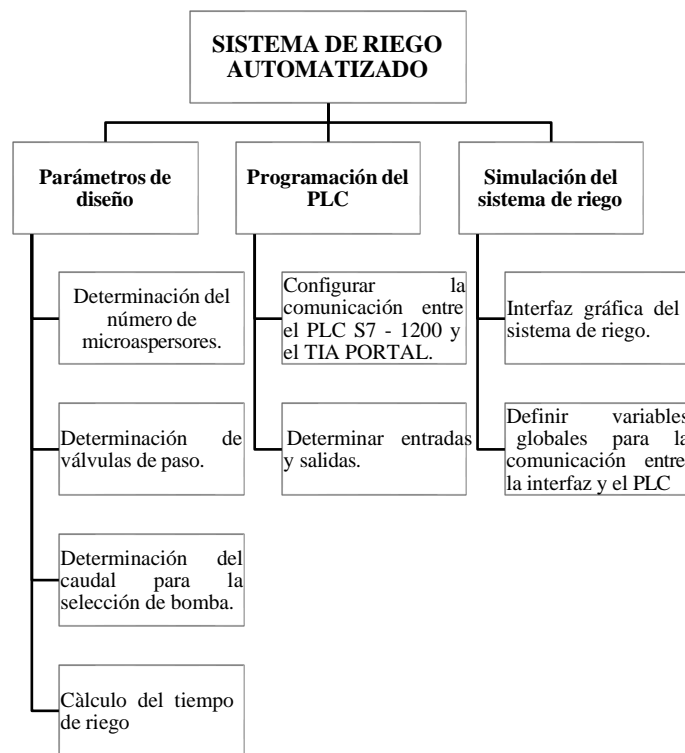 SISTEMA DE RIEGO
AUTOMATIZADO
Parámetros de
diseño
Determinación del
número de
microaspersores.
Determinación de
válvulas de paso.
Determinación del
caudal para la
selección de bomba.
Càlculo del tiempo
de riego
Programación del
PLC
Configurar la
comunicación entre
el PLC S7 - 1200 y
el TIA PORTAL.
Determinar entradas
y salidas.
Simulación del
sistema de riego
Interfaz gráfica del
sistema de riego.
Definir variables
globales para la
comunicación entre
la interfaz y el PLC